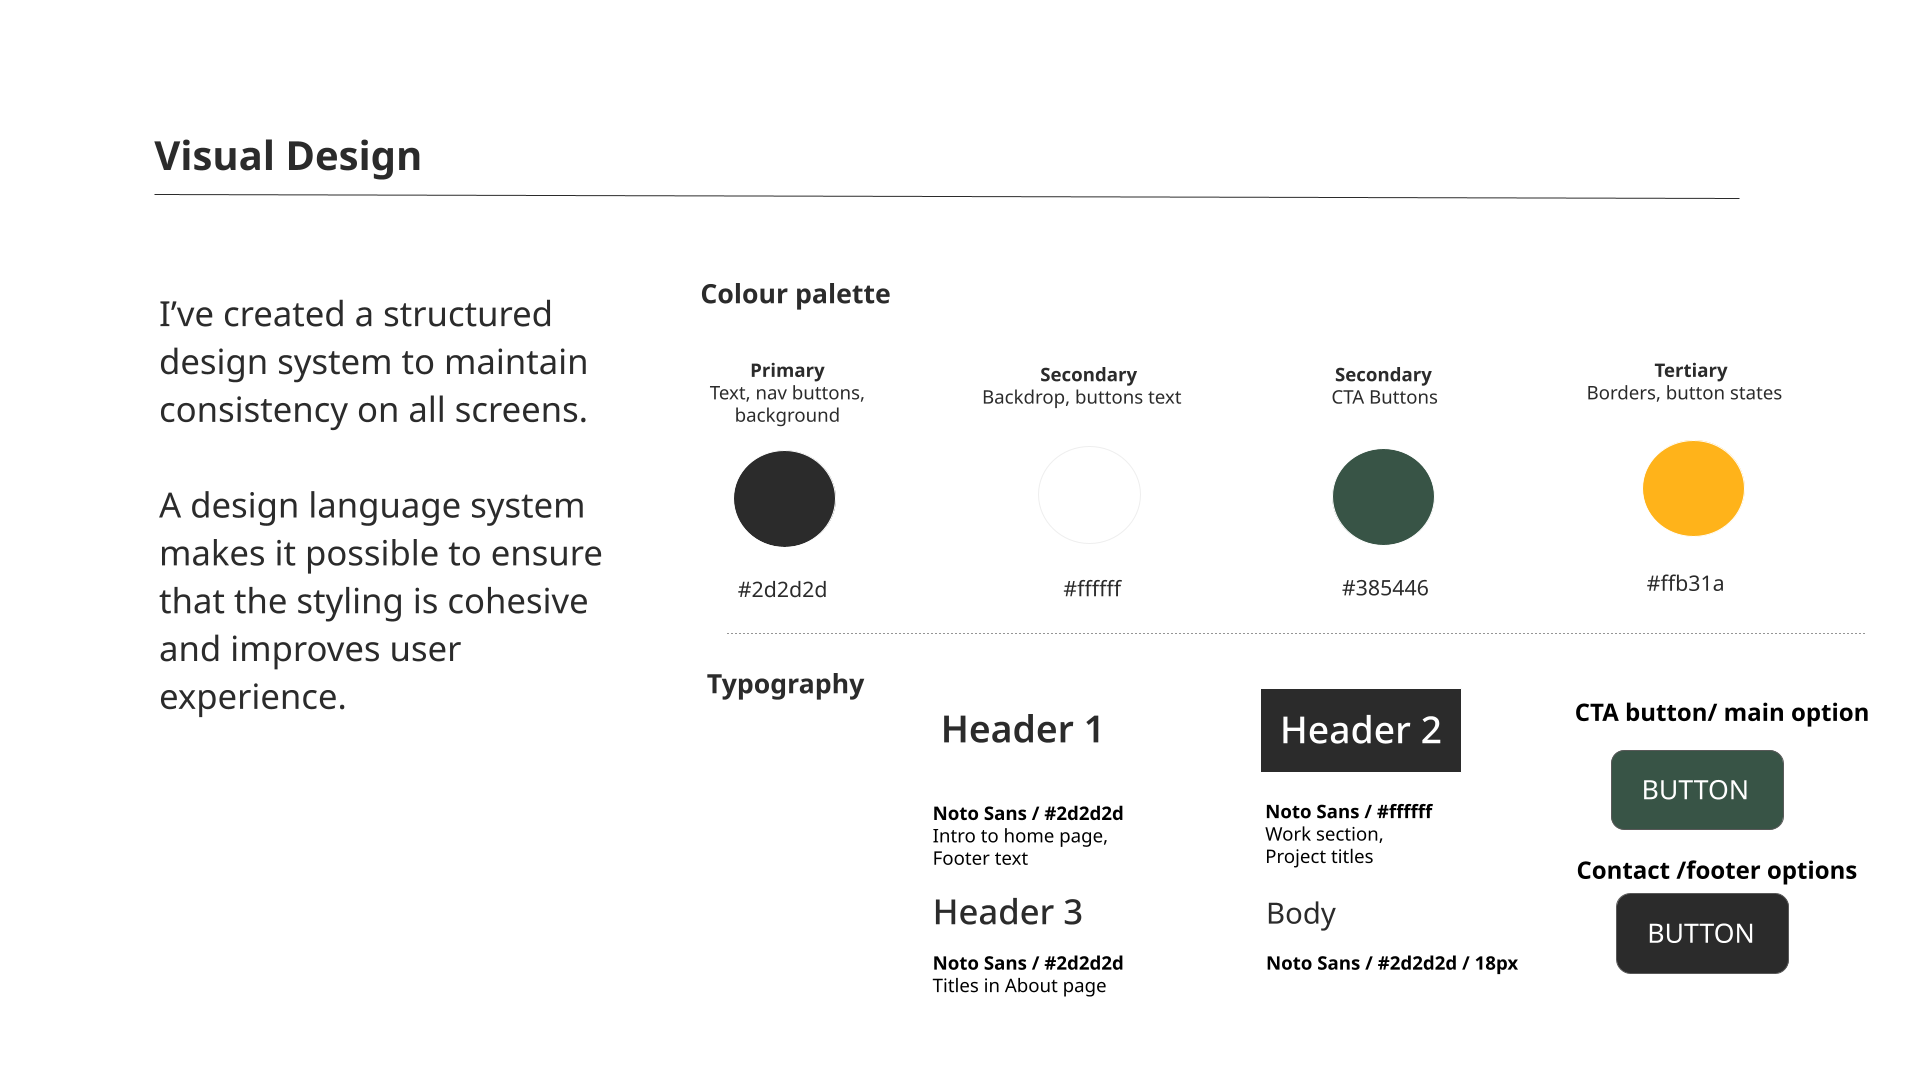 Visual Design
I’ve created a structured
design system to maintain
consistency on all screens.
A design language system
makes it possible to ensure
that the styling is cohesive
and improves user
experience.
Colour palette
Primary
Text, nav buttons,
background
#2d2d2d
Secondary
Backdrop, buttons text
#ffffff
Secondary
CTA Buttons
#385446
Tertiary
Borders, button states
#ffb31a
Typography
Header 1
Noto Sans / #2d2d2d
Intro to home page,
Footer text
Header 2
Noto Sans / #ffffff
Work section,
Project titles
Header 3
Noto Sans / #2d2d2d
Titles in About page
Body
Noto Sans / #2d2d2d / 18px
CTA button/ main option
BUTTON
Contact /footer options
BUTTON